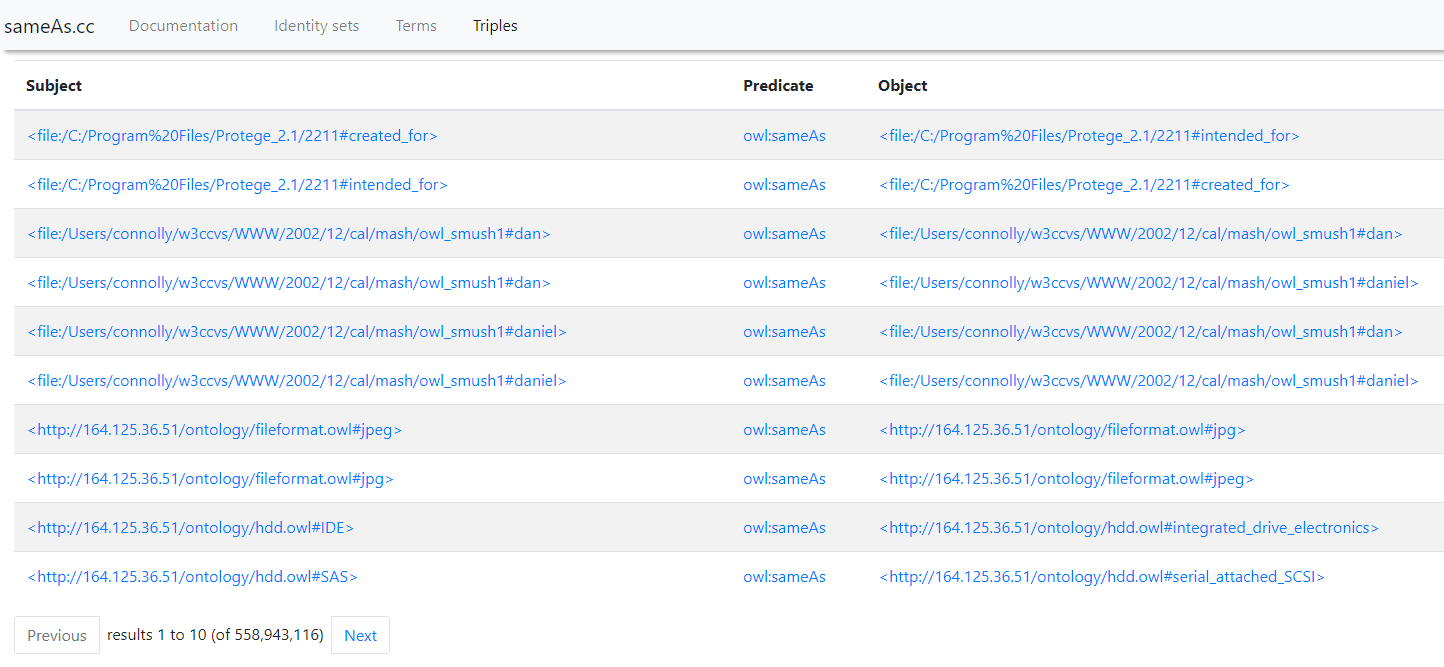 sameAs.cc Documentation Identity sets Terms Triples
Subject Predicate Object
<file:/C:/Program%20Files/Protege_2.1/2211#created_for> owl:sameAs <file:/C:/Program%20Files/Protege_2.1/2211#intended_for>
<file:/C:/Program%20Files/Protege_2.1/2211#intended_for> owl:sameAs <file:/C:/Program%20Files/Protege_2.1/2211#created_for>
<file:/Users/connolly/w3ccvs/WWW/2002/12/cal/mash/owl_smush1#dan> owl:sameAs <file:/Users/connolly/w3ccvs/WWW/2002/12/cal/mash/owl_smush1#dan>
<file:/Users/connolly/w3ccvs/WWW/2002/12/cal/mash/owl_smush1#dan> owl:sameAs <file:/Users/connolly/w3ccvs/WWW/2002/12/cal/mash/owl_smush1#daniel>
<file:/Users/connolly/w3ccvs/WWW/2002/12/cal/mash/owl_smush1#daniel> owl:sameAs <file:/Users/connolly/w3ccvs/WWW/2002/12/cal/mash/owl_smush1#dan>
<file:/Users/connolly/w3ccvs/WWW/2002/12/cal/mash/owl_smush1#daniel> owl:sameAs <file:/Users/connolly/w3ccvs/WWW/2002/12/cal/mash/owl_smush1#daniel>
<http://164.125.36.51/ontology/fileformat.owl#jpeg> owl:sameAs <http://164.125.36.51/ontology/fileformat.owl#jpg>
<http://164.125.36.51/ontology/fileformat.owl#jpg> owl:sameAs <http://164.125.36.51/ontology/fileformat.owl#jpeg>
<http://164.125.36.51/ontology/hdd.owl#IDE> owl:sameAs <http://164.125.36.51/ontology/hdd.owl#integrated_drive_electronics>
<http://164.125.36.51/ontology/hdd.owl#SAS> owl:sameAs <http://164.125.36.51/ontology/hdd.owl#serial_attached_SCSI>
Previous results 1 to 10 (of 558,943,116) Next